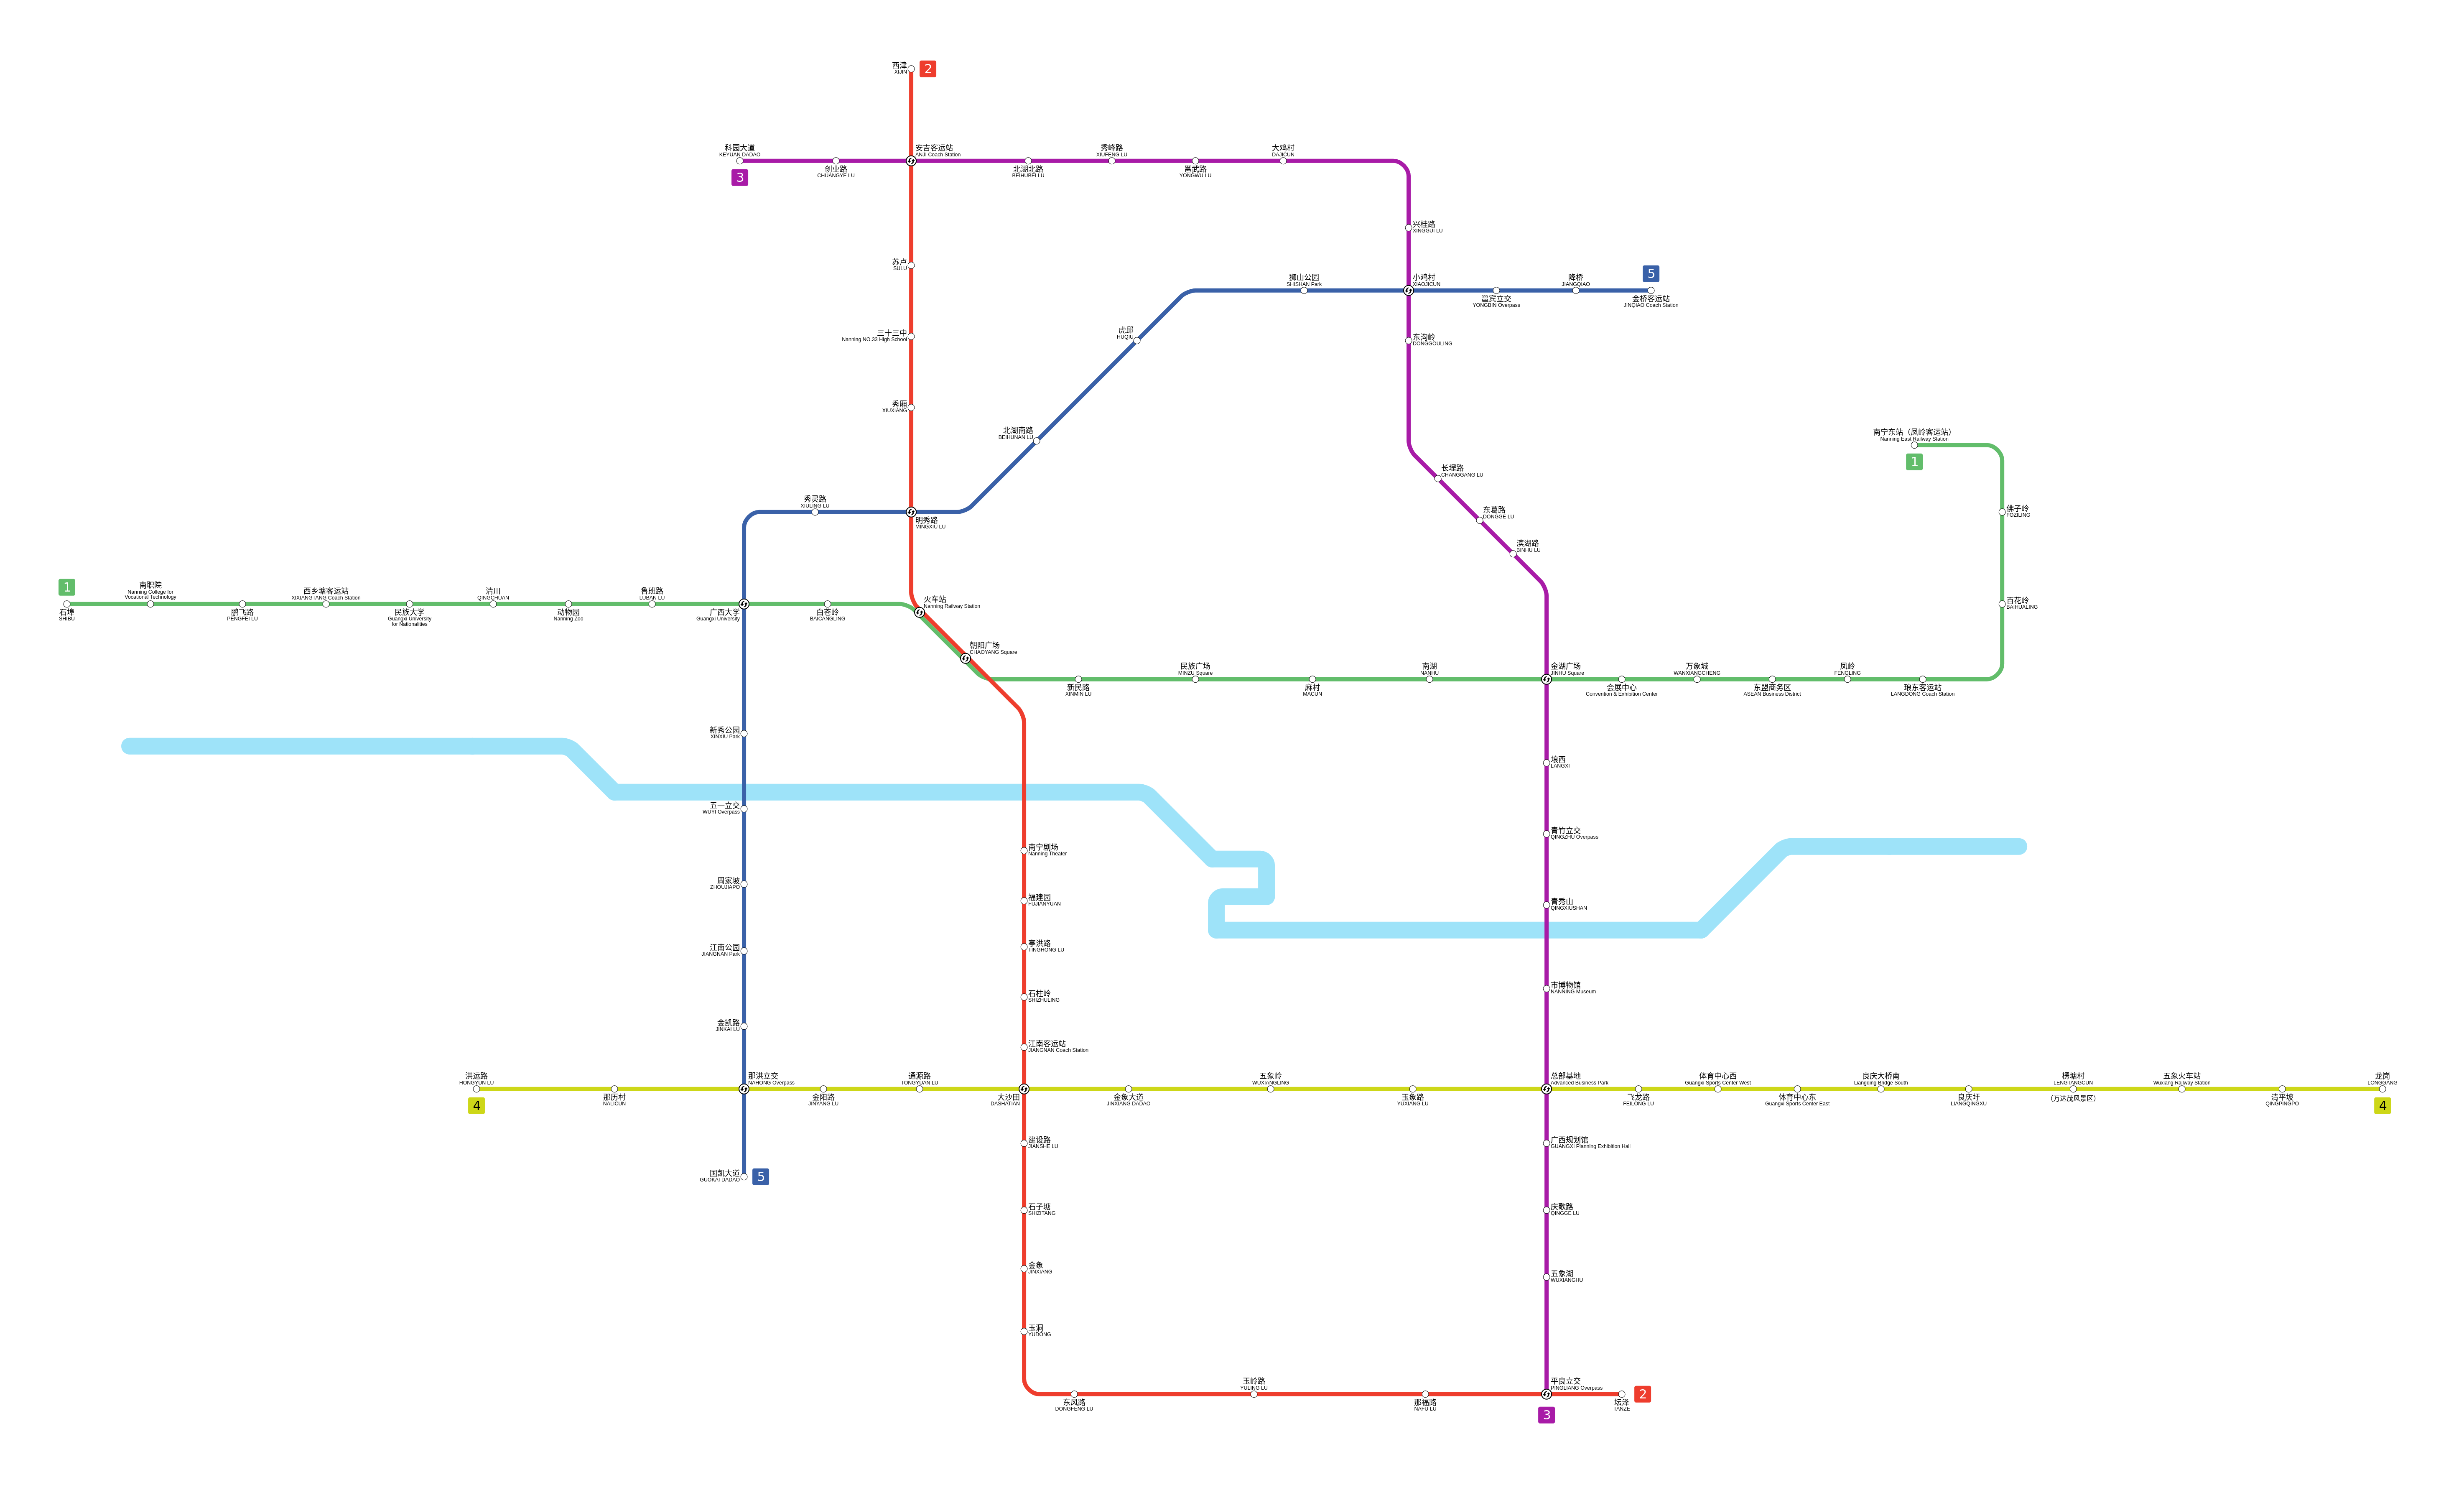 西津
XIJIN
2
科园大道
KEYUAN DADAO
3
创业路
CHUANGYE LU
安吉客运站
ANJI Coach Station
北湖北路
BEIHUBEI LU
秀峰路
XIUFENG LU
邕武路
YONGWU LU
大鸡村
DAJICUN
兴桂路
XINGGUI LU
苏卢
SULU
狮山公园
SHISHAN Park
小鸡村
XIAOJICUN
邕宾立交
YONGBIN Overpass
降桥
JIANGQIAO
5
金桥客运站
JINQIAO Coach Station
三十三中
Nanning NO.33 High School
虎邱
HUQIU
东沟岭
DONGGOULING
秀厢
XIUXIANG
北湖南路
BEIHUNAN LU
南宁东站（凤岭客运站）
Nanning East Railway Station
1
长堽路
CHANGGANG LU
秀灵路
XIULING LU
明秀路
MINGXIU LU
东葛路
DONGGE LU
佛子岭
FOZILING
滨湖路
BINHU LU
1
石埠
SHIBU
南职院
Nanning College for
Vocational Technology
鹏飞路
PENGFEI LU
西乡塘客运站
XIXIANGTANG Coach Station
民族大学
Guangxi University
for Nationalities
清川
QINGCHUAN
动物园
Nanning Zoo
鲁班路
LUBAN LU
广西大学
Guangxi University
白苍岭
BAICANGLING
火车站
Nanning Railway Station
百花岭
BAIHUALING
朝阳广场
CHAOYANG Square
新民路
XINMIN LU
民族广场
MINZU Square
麻村
MACUN
南湖
NANHU
金湖广场
JINHU Square
会展中心
Convention & Exhibition Center
万象城
WANXIANGCHENG
东盟商务区
ASEAN Business District
凤岭
FENGLING
琅东客运站
LANGDONG Coach Station
新秀公园
XINXIU Park
埌西
LANGXI
五一立交
WUYI Overpass
青竹立交
QINGZHU Overpass
南宁剧场
Nanning Theater
周家坡
ZHOUJIAPO
福建园
FUJIANYUAN
青秀山
QINGXIUSHAN
江南公园
JIANGNAN Park
亭洪路
TINGHONG LU
石柱岭
SHIZHULING
市博物馆
NANNING Museum
金凯路
JINKAI LU
江南客运站
JIANGNAN Coach Station
洪运路
HONGYUN LU
4
那历村
NALICUN
那洪立交
NAHONG Overpass
金阳路
JINYANG LU
通源路
TONGYUAN LU
大沙田
DASHATIAN
金象大道
JINXIANG DADAO
五象岭
WUXIANGLING
玉象路
YUXIANG LU
总部基地
Advanced Business Park
飞龙路
FEILONG LU
体育中心西
Guangxi Sports Center West
体育中心东
Guangxi Sports Center East
良庆大桥南
Liangqing Bridge South
良庆圩
LIANGQINGXU
楞塘村
LENGTANGCUN
（万达茂风景区）
五象火车站
Wuxiang Railway Station
清平坡
QINGPINGPO
龙岗
LONGGANG
4
建设路
JIANSHE LU
广西规划馆
GUANGXI Planning Exhibition Hall
国凯大道
GUOKAI DADAO
5
石子塘
SHIZITANG
庆歌路
QINGGE LU
金象
JINXIANG
五象湖
WUXIANGHU
玉洞
YUDONG
东风路
DONGFENG LU
玉岭路
YULING LU
那福路
NAFU LU
平良立交
PINGLIANG Overpass
坛泽
TANZE
2
3